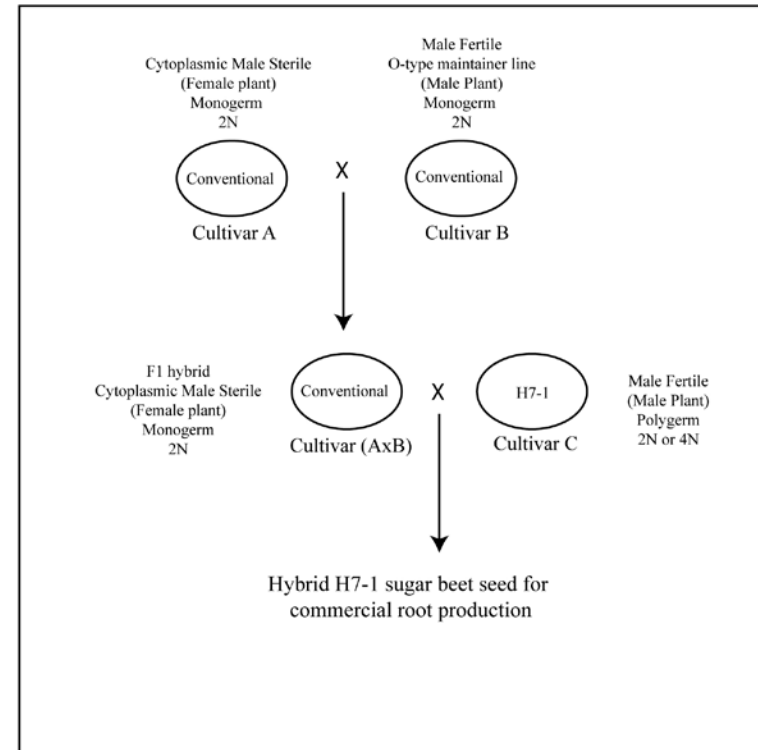 Cytoplasmic Male Sterile
(Female plant)
Monogerm
2N
Male Fertile
O-type maintainer line
(Male Plant)
Monogerm
2N
Conventional
X
Conventional
Cultivar A
Cultivar B
F1 hybrid
Cytoplasmic Male Sterile
(Female plant)
Monogerm
2N
Conventional
X
H7-1
Male Fertile
(Male Plant)
Polygerm
2N or 4N
Cultivar (AxB)
Cultivar C
Hybrid H7-1 sugar beet seed for
commercial root production